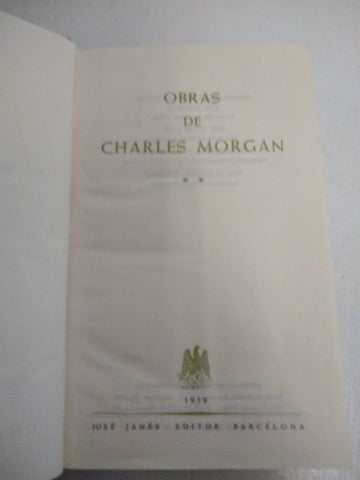 OBRAS
DE
CHARLES MORGAN
* *
1958
JOSÉ JANÉS - EDITOR - BARCELONA